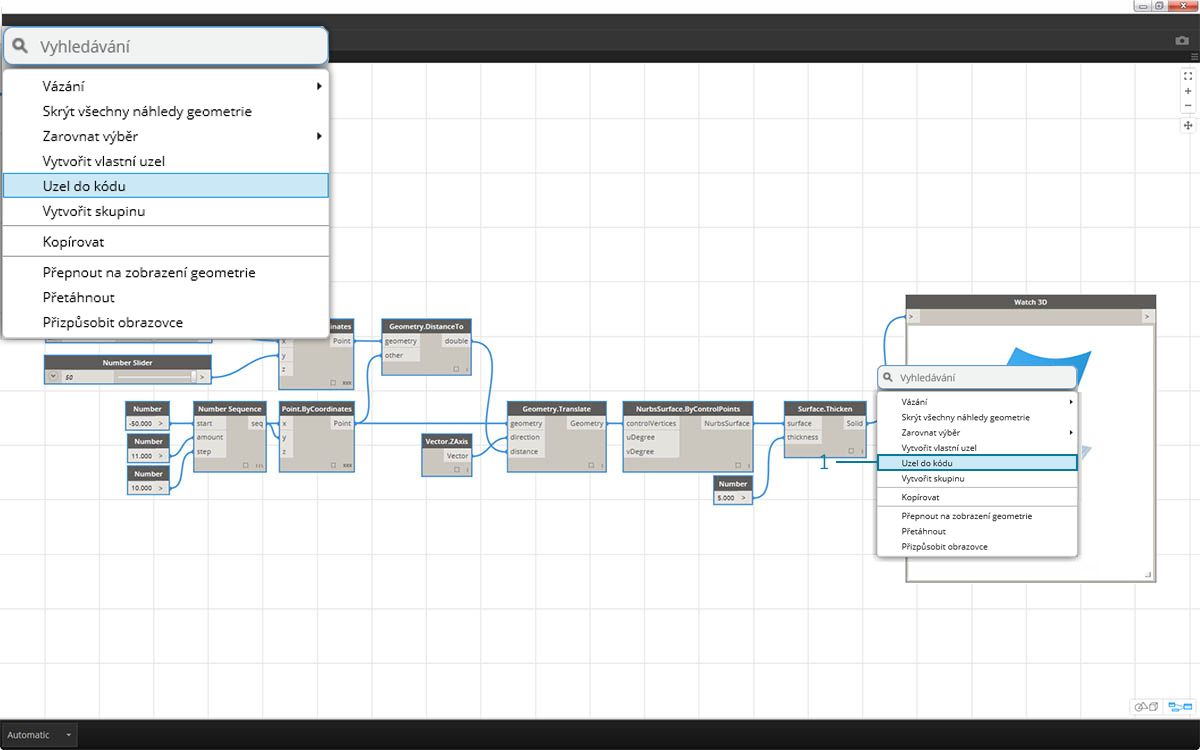 Vyhledávání
Vázání
Skrýt všechny náhledy geometrie
Zarovnat výběr
Vytvořit vlastní uzel
Uzel do kódu
Vytvořit skupinu
Kopírovat
Přepnout na zobrazení geometrie
Přetáhnout
Přizpůsobit obrazovce
Number Slider
50 >
inates
x Point
y
z
Geometry.DistanceTo
geometry double
other
Number
-50.000 >
Number
11.000 >
Number
10.000 >
Number Sequence
start seq
amount
step
Point.ByCoordinates
x Point
y
z
Vector.ZAxis
Vector
Geometry.Translate
geometry Geometry
direction
distance
NurbsSurface.ByControlPoints
controlVertices NurbsSurface
uDegree
vDegree
Number
5.000 >
Surface.Thicken
surface Solid
thickness
1
Watch 3D
> >
Vyhledávání
Vázání
Skrýt všechny náhledy geometrie
Zarovnat výběr
Vytvořit vlastní uzel
Uzel do kódu
Vytvořit skupinu
Kopírovat
Přepnout na zobrazení geometrie
Přetáhnout
Přizpůsobit obrazovce
Automatic